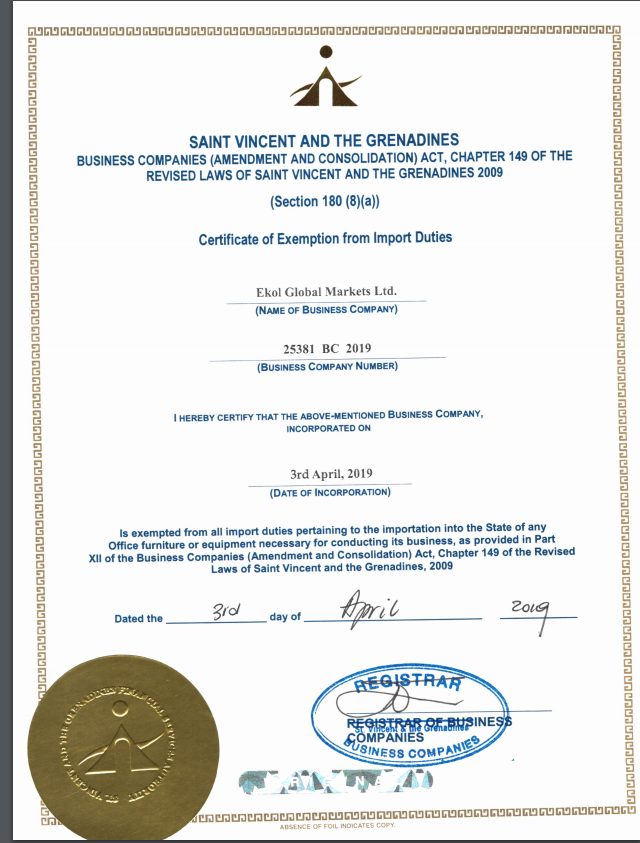 SAINT VINCENT AND THE GRENADINES
BUSINESS COMPANIES (AMENDMENT AND CONSOLIDATION) ACT, CHAPTER 149 OF THE
REVISED LAWS OF SAINT VINCENT AND THE GRENADINES 2009
(Section 180 (8)(a))
Certificate of Exemption from Import Duties
Ekol Global Markets Ltd.
(NAME OF BUSINESS COMPANY)
25381 BC 2019
(BUSINESS COMPANY NUMBER)
I HEREBY CERTIFY THAT THE ABOVE-MENTIONED BUSINESS COMPANY,
INCORPORATED ON
3rd April, 2019
(DATE OF INCORPORATION)
Is exempted from all import duties pertaining to the importation into the State of any
Office furniture or equipment necessary for conducting its business, as provided in Part
XII of the Business Companies (Amendment and Consolidation) Act, Chapter 149 of the Revised
Laws of Saint Vincent and the Grenadines, 2009
Dated the 3rd day of April 2019
REGISTRAR
REGISTRAR OF BUSINESS
St. Vincent & the Grenadines
COMPANIES
BUSINESS COMPANIES
ABSENCE OF FOIL INDICATES COPY.